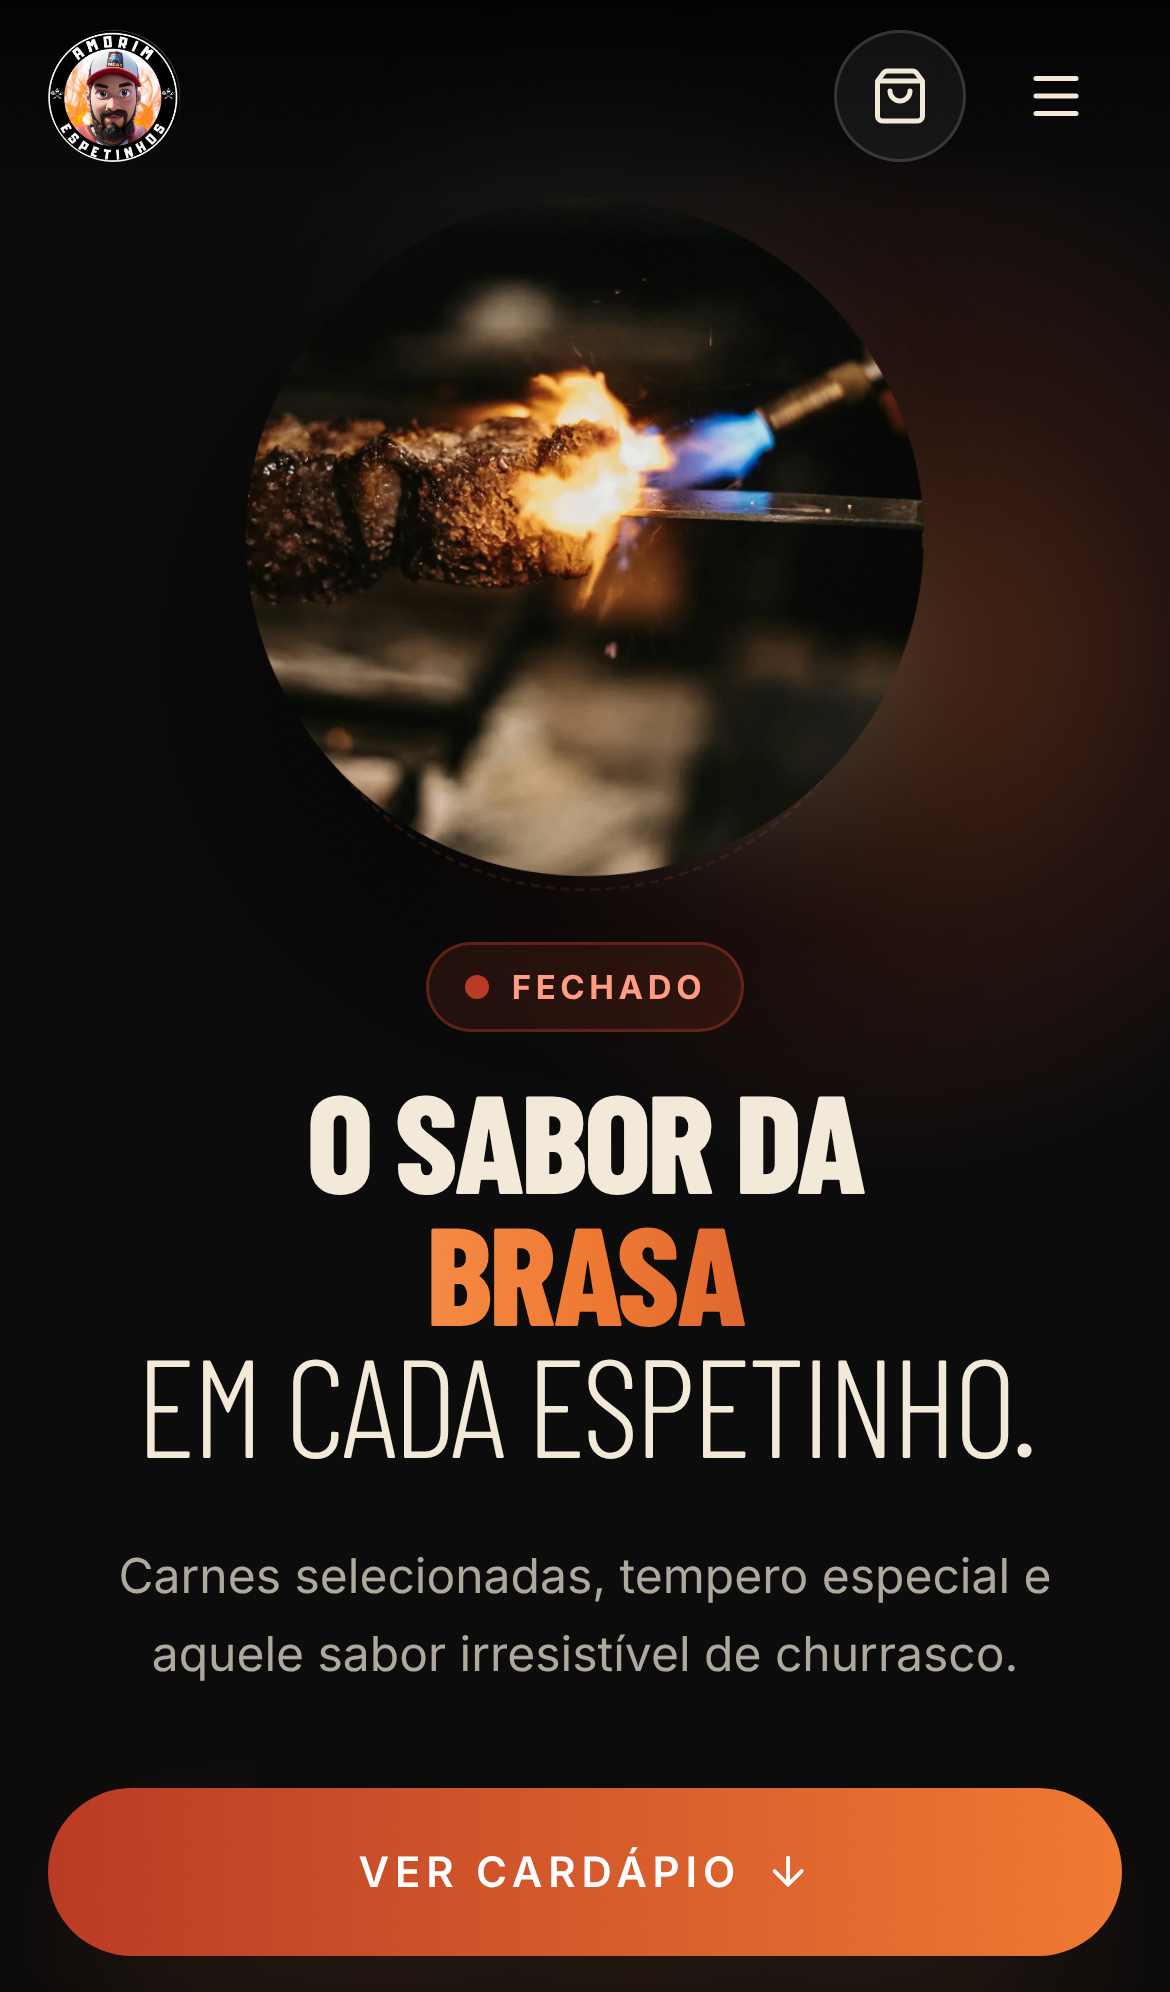 AMORIM
ESPETINHOS
FECHADO
O SABOR DA
BRASA
EM CADA ESPETINHO.
Carnes selecionadas, tempero especial e
aquele sabor irresistível de churrasco.
VER CARDÁPIO